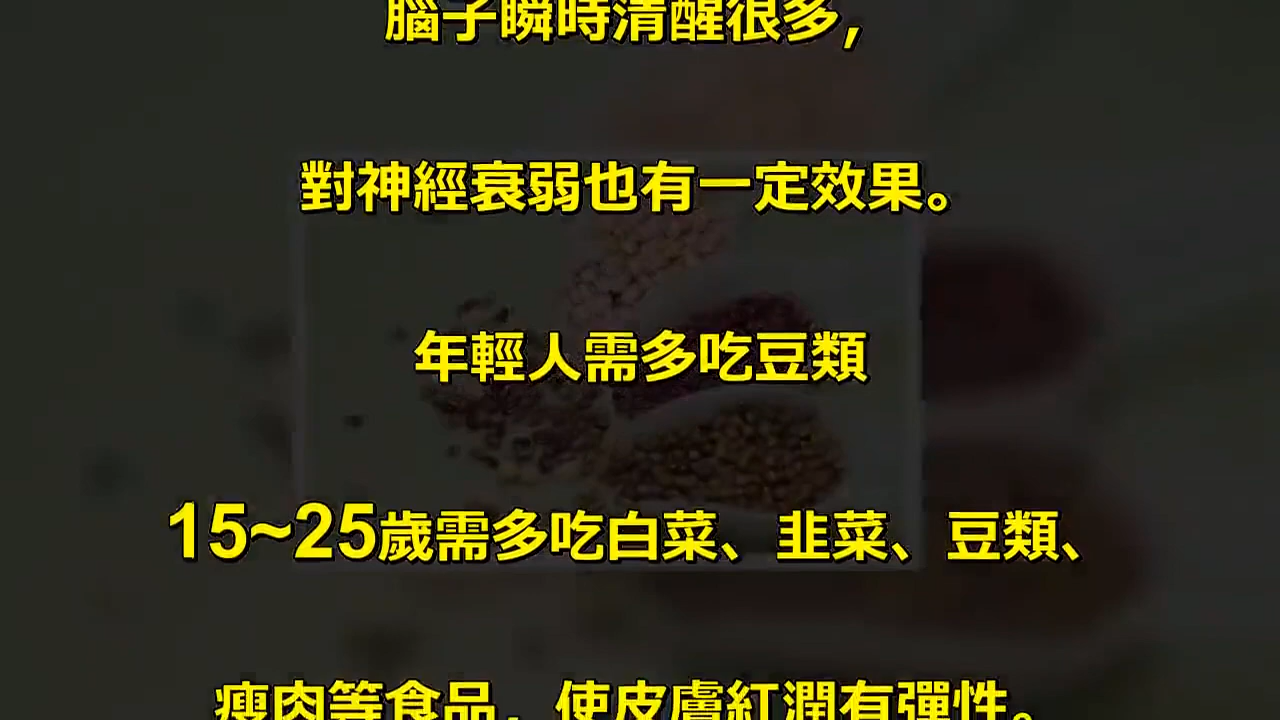 腦子瞬時清醒很多，
對神經衰弱也有一定效果。
年輕人需多吃豆類
15~25歲需多吃白菜、韭菜、豆類、
瘦肉等食品，使皮膚紅潤有彈性。